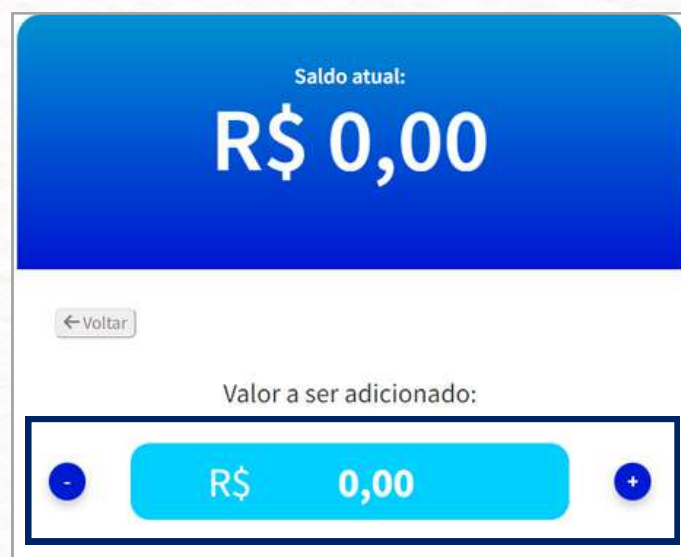 Saldo atual:
R$ 0,00
← Voltar
Valor a ser adicionado:
- R$ 0,00 +